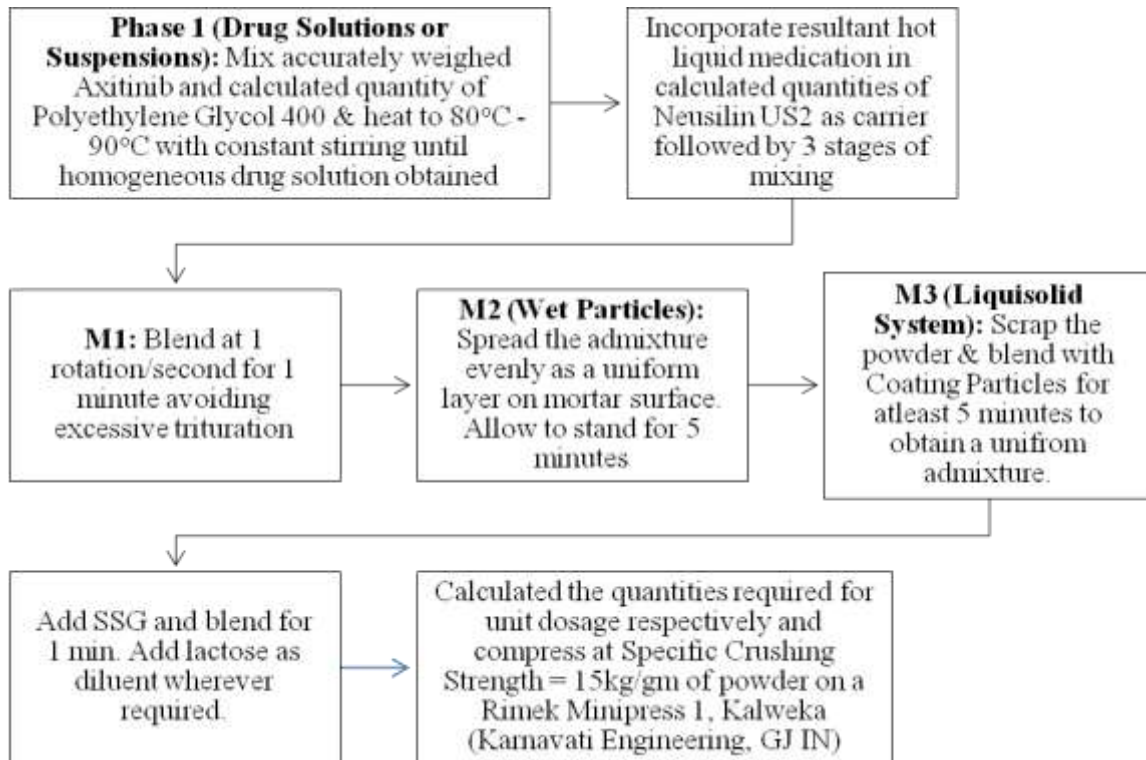 Phase 1 (Drug Solutions or
Suspensions): Mix accurately weighed
Axitinib and calculated quantity of
Polyethylene Glycol 400 & heat to 80°C -
90°C with constant stirring until
homogeneous drug solution obtained
Incorporate resultant hot
liquid medication in
calculated quantities of
Neusilin US2 as carrier
followed by 3 stages of
mixing
M1: Blend at 1
rotation/second for 1
minute avoiding
excessive trituration
M2 (Wet Particles):
Spread the admixture
evenly as a uniform
layer on mortar surface.
Allow to stand for 5
minutes
M3 (Liquisolid
System): Scrap the
powder & blend with
Coating Particles for
atleast 5 minutes to
obtain a unifrom
admixture.
Add SSG and blend for
1 min. Add lactose as
diluent wherever
required.
Calculated the quantities required for
unit dosage respectively and
compress at Specific Crushing
Strength = 15kg/gm of powder on a
Rimek Minipress 1, Kalweka
(Karnavati Engineering, GJ IN)